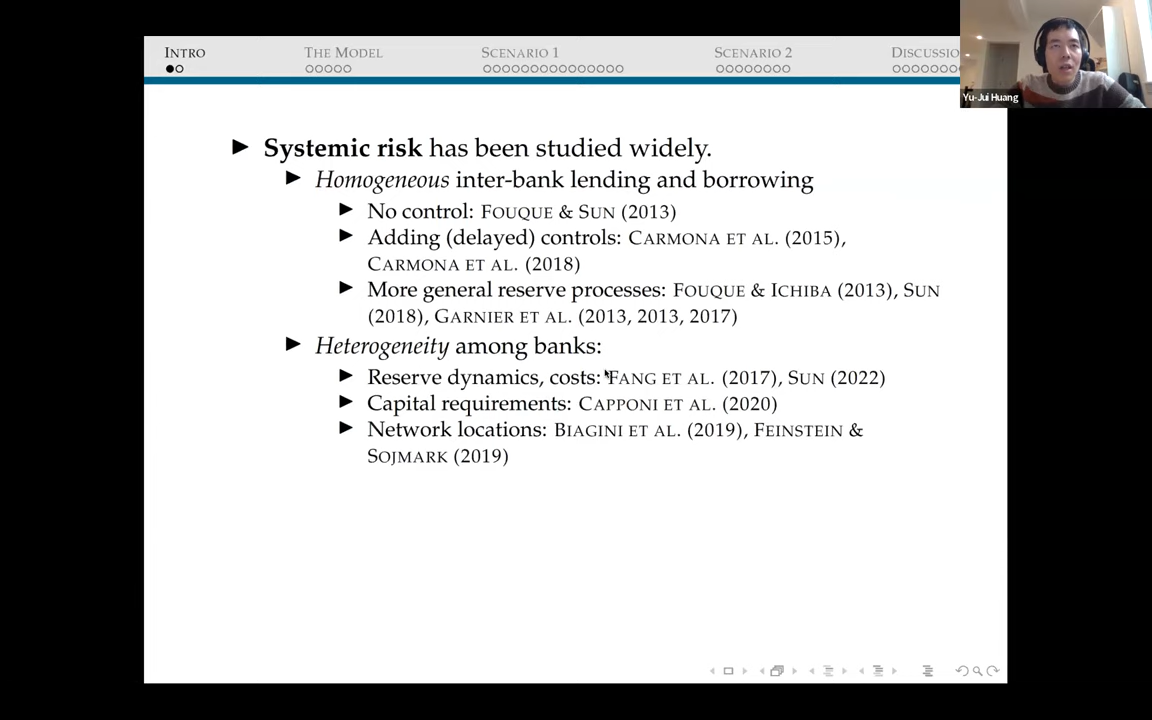 INTRO THE MODEL SCENARIO 1 SCENARIO 2 DISCUSSIO
Yu-Jui Huang
Systemic risk has been studied widely.
Homogeneous inter-bank lending and borrowing
No control: FOUQUE & SUN (2013)
Adding (delayed) controls: CARMONA ET AL. (2015),
CARMONA ET AL. (2018)
More general reserve processes: FOUQUE & ICHIBA (2013), SUN
(2018), GARNIER ET AL. (2013, 2013, 2017)
Heterogeneity among banks:
Reserve dynamics, costs: FANG ET AL. (2017), SUN (2022)
Capital requirements: CAPPONI ET AL. (2020)
Network locations: BIAGINI ET AL. (2019), FEINSTEIN &
SOJMARK (2019)